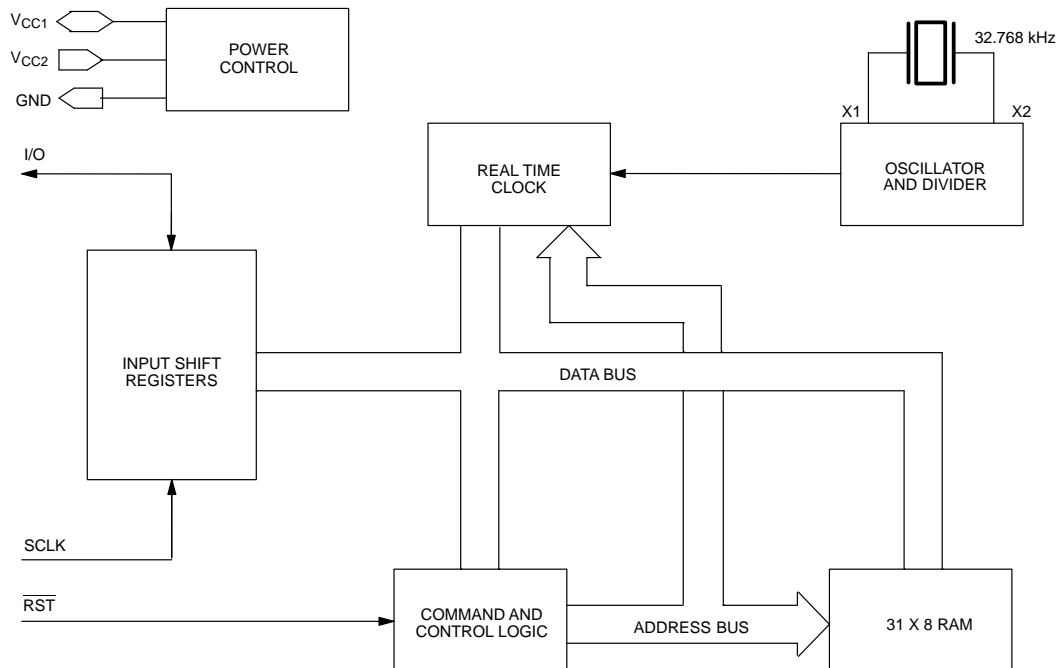 VCC1
VCC2
GND
POWER
CONTROL
32.768 kHz
X1
X2
I/O
REAL TIME
CLOCK
OSCILLATOR
AND DIVIDER
INPUT SHIFT
REGISTERS
DATA BUS
SCLK
R̅S̅T̅
COMMAND AND
CONTROL LOGIC
ADDRESS BUS
31 X 8 RAM